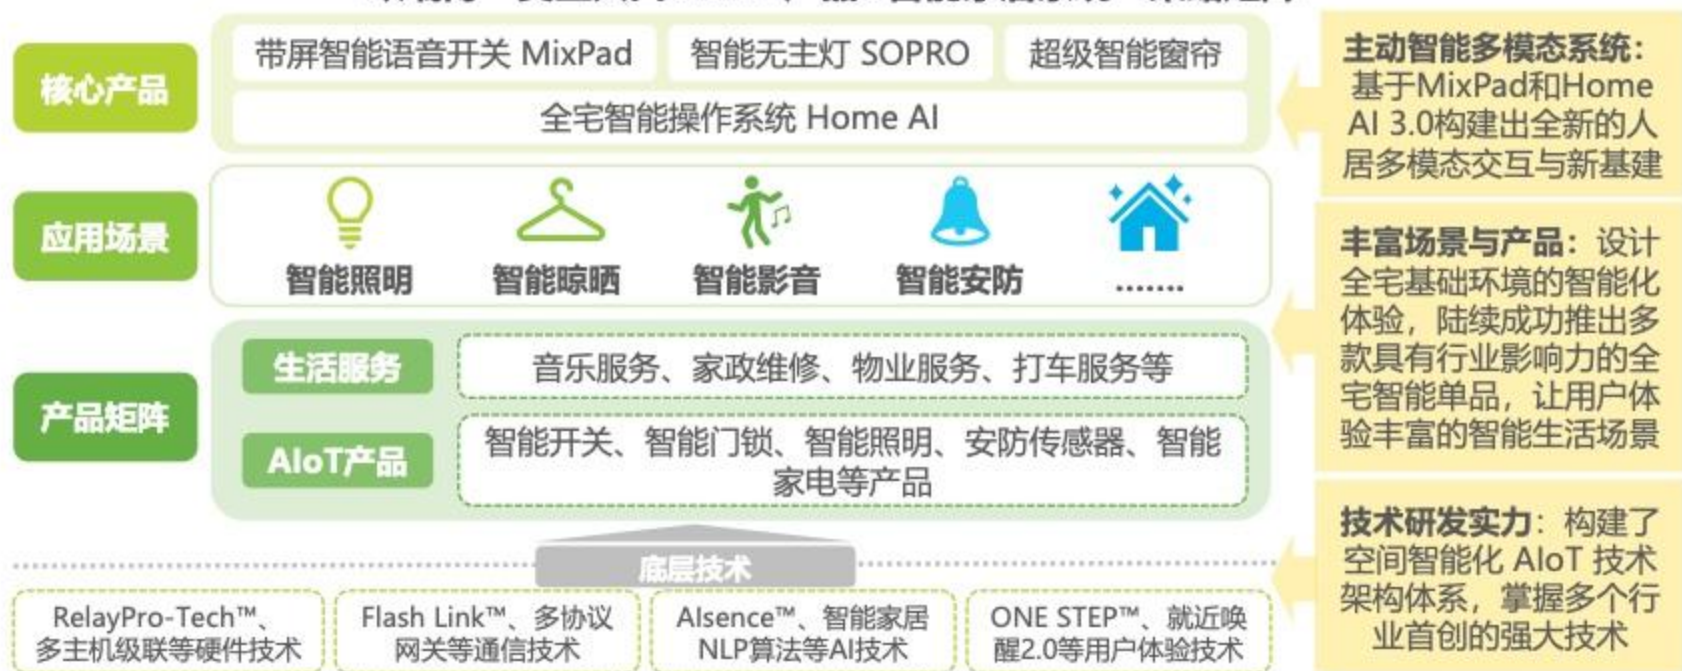 核心产品
带屏智能语音开关 MixPad
智能无主灯 SOPRO
超级智能窗帘
全宅智能操作系统 Home AI
主动智能多模态系统：
基于MixPad和Home
AI 3.0构建出全新的人
居多模态交互与新基建
应用场景
智能照明
智能晾晒
智能影音
智能安防
.......
丰富场景与产品：设计
全宅基础环境的智能化
体验，陆续成功推出多
款具有行业影响力的全
宅智能单品，让用户体
验丰富的智能生活场景
产品矩阵
生活服务
音乐服务、家政维修、物业服务、打车服务等
AIoT产品
智能开关、智能门锁、智能照明、安防传感器、智能
家电等产品
技术研发实力：构建了
空间智能化 AIoT 技术
架构体系，掌握多个行
业首创的强大技术
底层技术
RelayPro-Tech™、
多主机级联等硬件技术
Flash Link™、多协议
网关等通信技术
AIsence™、智能家居
NLP算法等AI技术
ONE STEP™、就近唤
醒2.0等用户体验技术